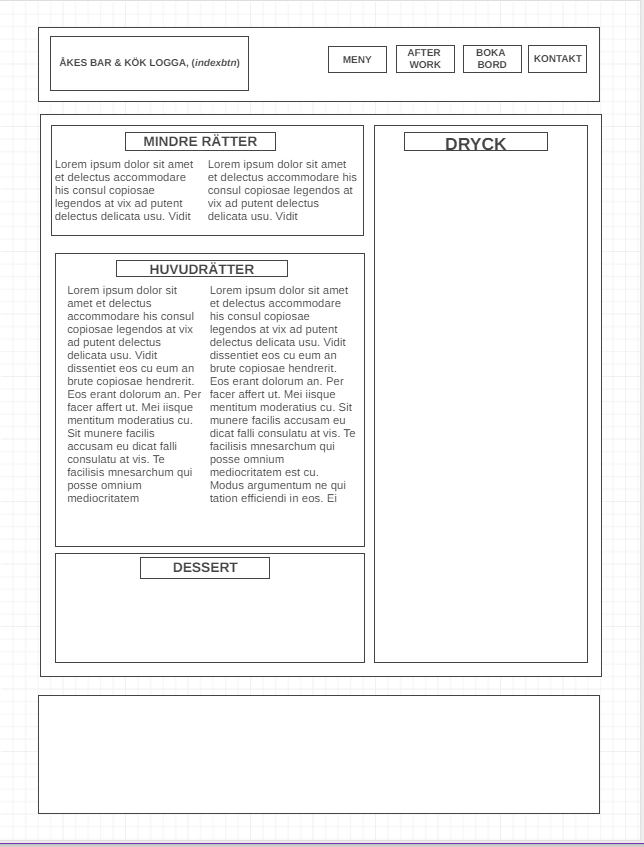 ÅKES BAR & KÖK LOGGA, (indexbtn)
MENY
AFTER
WORK
BOKA
BORD
KONTAKT
MINDRE RÄTTER
Lorem ipsum dolor sit amet
et delectus accommodare
his consul copiosae
legendos at vix ad putent
delectus delicata usu. Vidit
Lorem ipsum dolor sit amet
et delectus accommodare his
consul copiosae legendos at
vix ad putent delectus
delicata usu. Vidit
HUVUDRÄTTER
Lorem ipsum dolor sit
amet et delectus
accommodare his consul
copiosae legendos at vix
ad putent delectus
delicata usu. Vidit
dissentiet eos cu eum an
brute copiosae hendrerit.
Eos erant dolorum an. Per
facer affert ut. Mei iisque
mentitum moderatius cu.
Sit munere facilis
accusam eu dicat falli
consulatu at vis. Te
facilisis mnesarchum qui
posse omnium
mediocritatem
Lorem ipsum dolor sit amet
et delectus accommodare
his consul copiosae
legendos at vix ad putent
delectus delicata usu. Vidit
dissentiet eos cu eum an
brute copiosae hendrerit.
Eos erant dolorum an. Per
facer affert ut. Mei iisque
mentitum moderatius cu. Sit
munere facilis accusam eu
dicat falli consulatu at vis. Te
facilisis mnesarchum qui
posse omnium
mediocritatem est cu.
Modus argumentum ne qui
tation efficiendi in eos. Ei
DESSERT
DRYCK